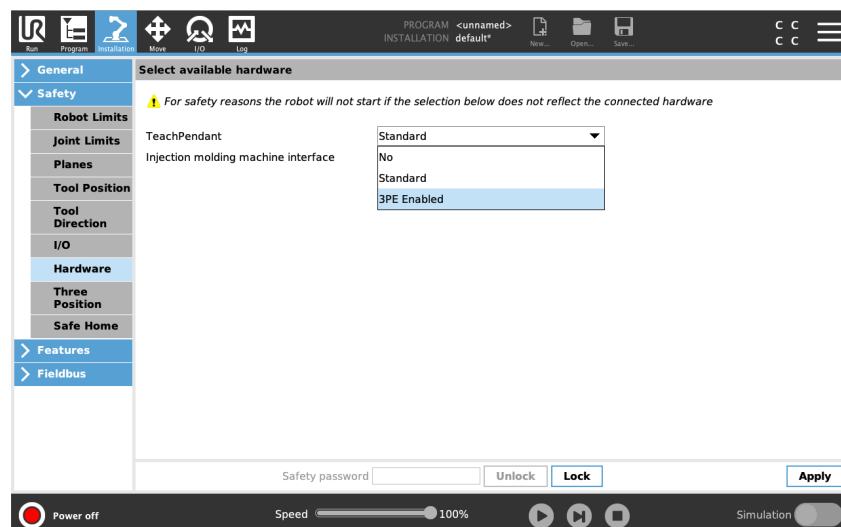 PROGRAM <unnamed>
INSTALLATION default*
Run Program Installation Move I/O Log New... Open... Save...
C C
C C
General
Select available hardware
Safety
For safety reasons the robot will not start if the selection below does not reflect the connected hardware
Robot Limits
Joint Limits
TeachPendant Standard
Injection molding machine interface
No
Standard
3PE Enabled
Planes
Tool Position
Tool
Direction
I/O
Hardware
Three
Position
Safe Home
Features
Fieldbus
Safety password Unlock Lock Apply
Power off Speed 100% Simulation